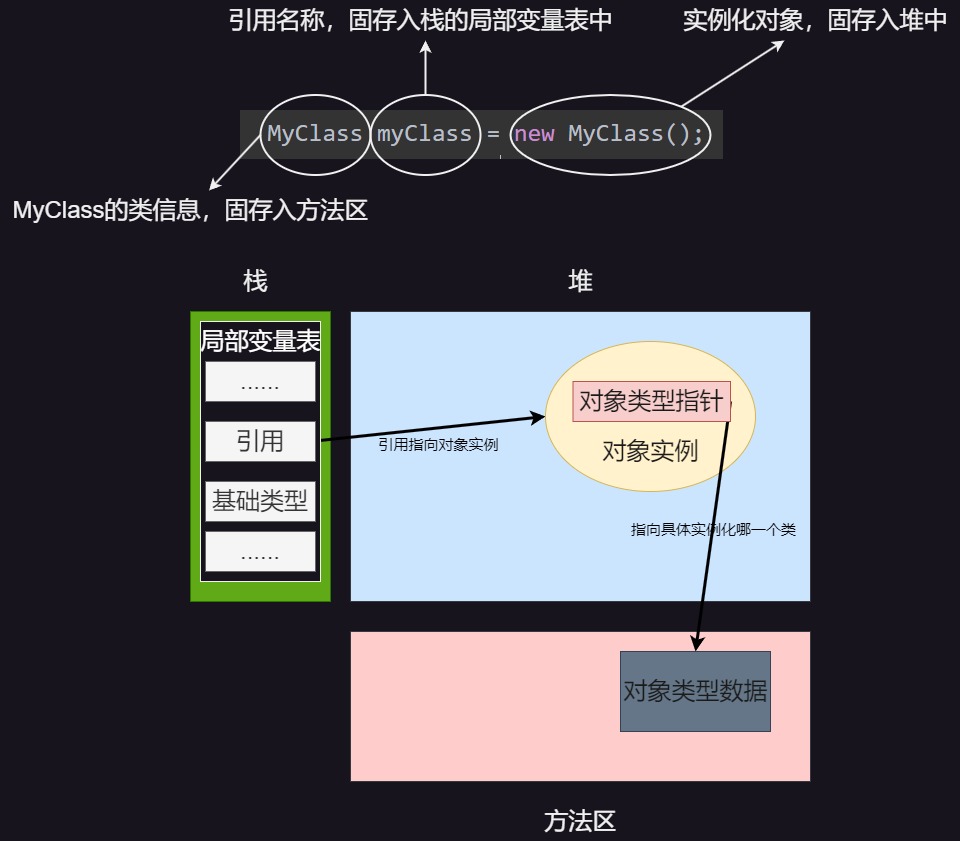 引用名称，固存入栈的局部变量表中
实例化对象，固存入堆中
MyClass myClass = new MyClass();
MyClass的类信息，固存入方法区
栈
堆
局部变量表
......
引用
基础类型
......
引用指向对象实例
对象类型指针
对象实例
指向具体实例化哪一个类
对象类型数据
方法区